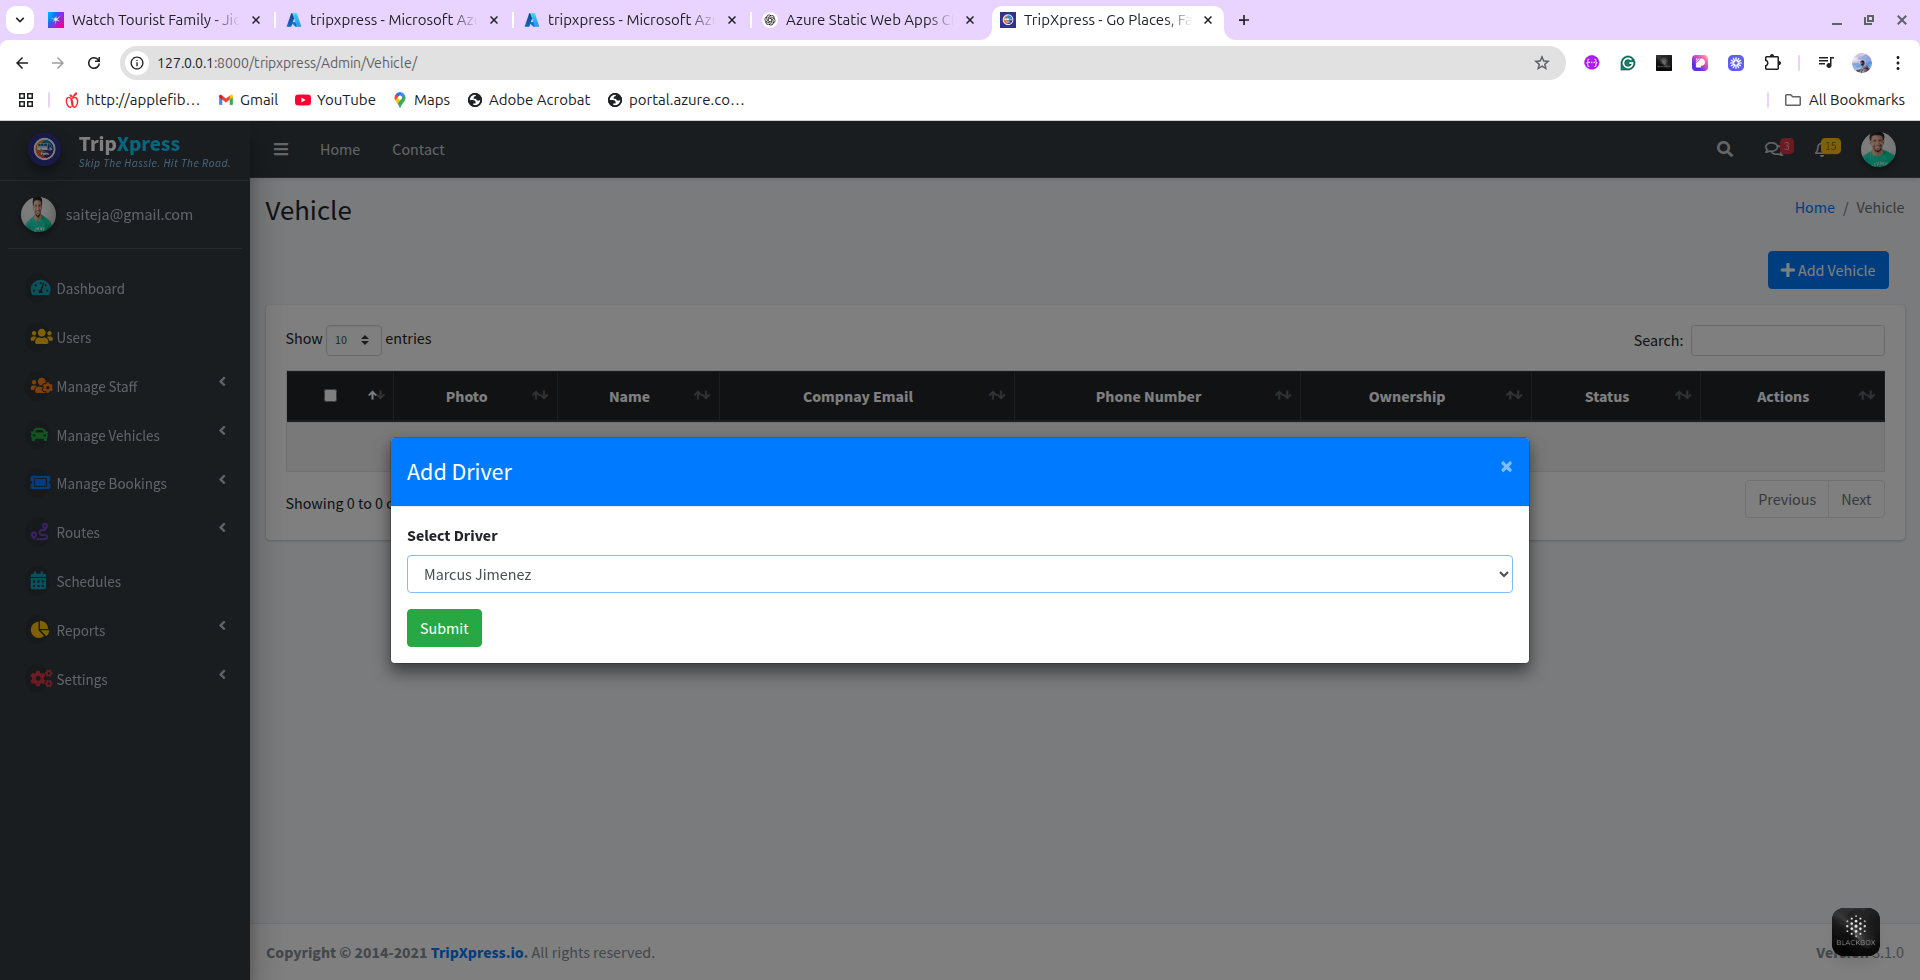 Watch Tourist Family - Ji
tripxpress - Microsoft Az
tripxpress - Microsoft Az
Azure Static Web Apps C
TripXpress - Go Places, Fa
127.0.0.1:8000/tripxpress/Admin/Vehicle/
http://applefib...
Gmail
YouTube
Maps
Adobe Acrobat
portal.azure.co...
All Bookmarks
TripXpress
Skip The Hassle. Hit The Road.
Home
Contact
3
15
saiteja@gmail.com
Vehicle
Home / Vehicle
Add Vehicle
Dashboard
Users
Manage Staff
Manage Vehicles
Manage Bookings
Routes
Schedules
Reports
Settings
Show 10 entries
Search:
Photo
Name
Compnay Email
Phone Number
Ownership
Status
Actions
Showing 0 to 0
Previous
Next
Add Driver
×
Select Driver
Marcus Jimenez
Submit
Copyright © 2014-2021 TripXpress.io. All rights reserved.
BLACKBOX
.1.0